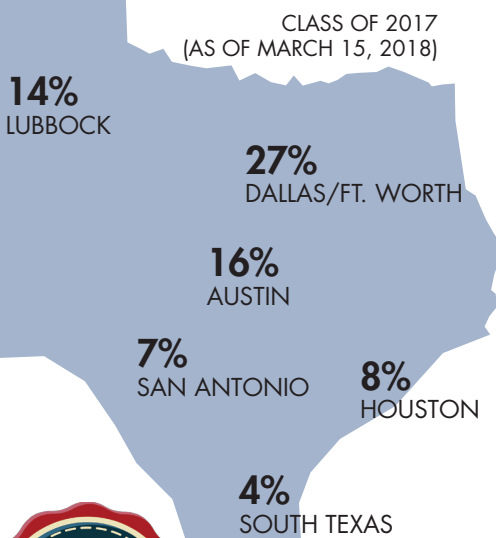 CLASS OF 2017
(AS OF MARCH 15, 2018)
14%
LUBBOCK
27%
DALLAS/FT. WORTH
16%
AUSTIN
7%
SAN ANTONIO
8%
HOUSTON
4%
SOUTH TEXAS